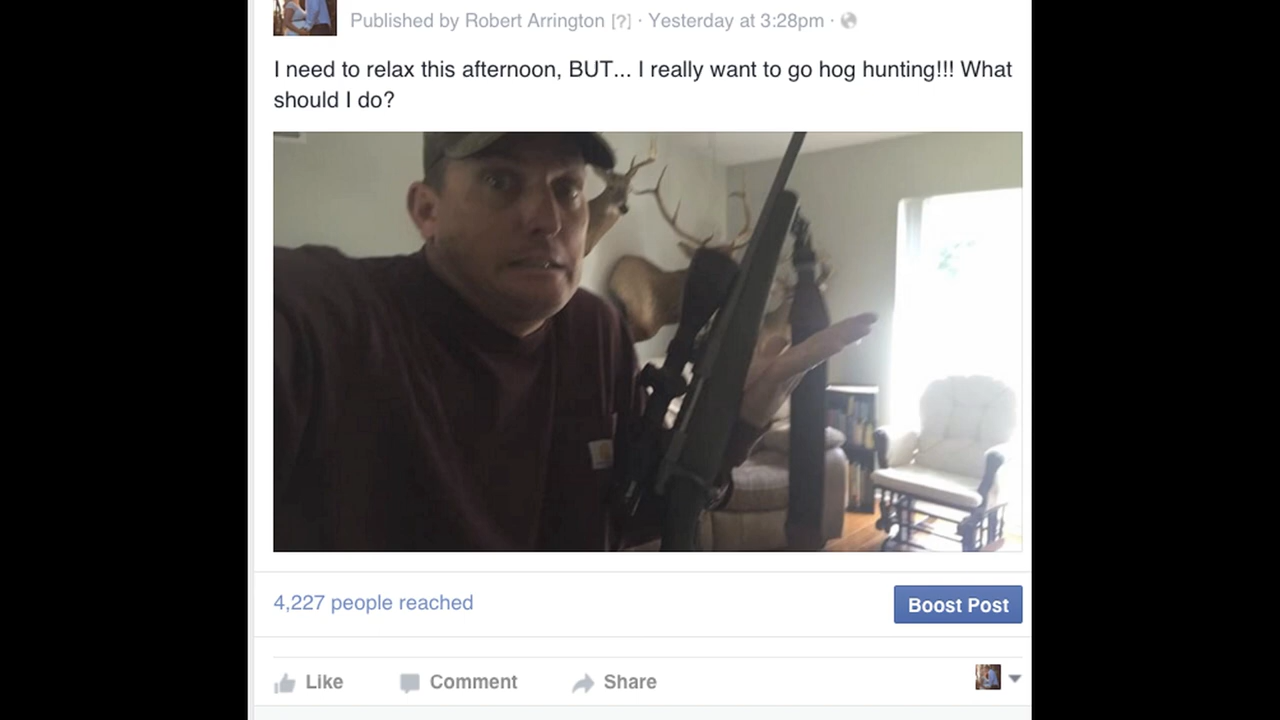 Published by Robert Arrington [?] · Yesterday at 3:28pm ·
I need to relax this afternoon, BUT... I really want to go hog hunting!!! What
should I do?
4,227 people reached
Boost Post
Like Comment Share